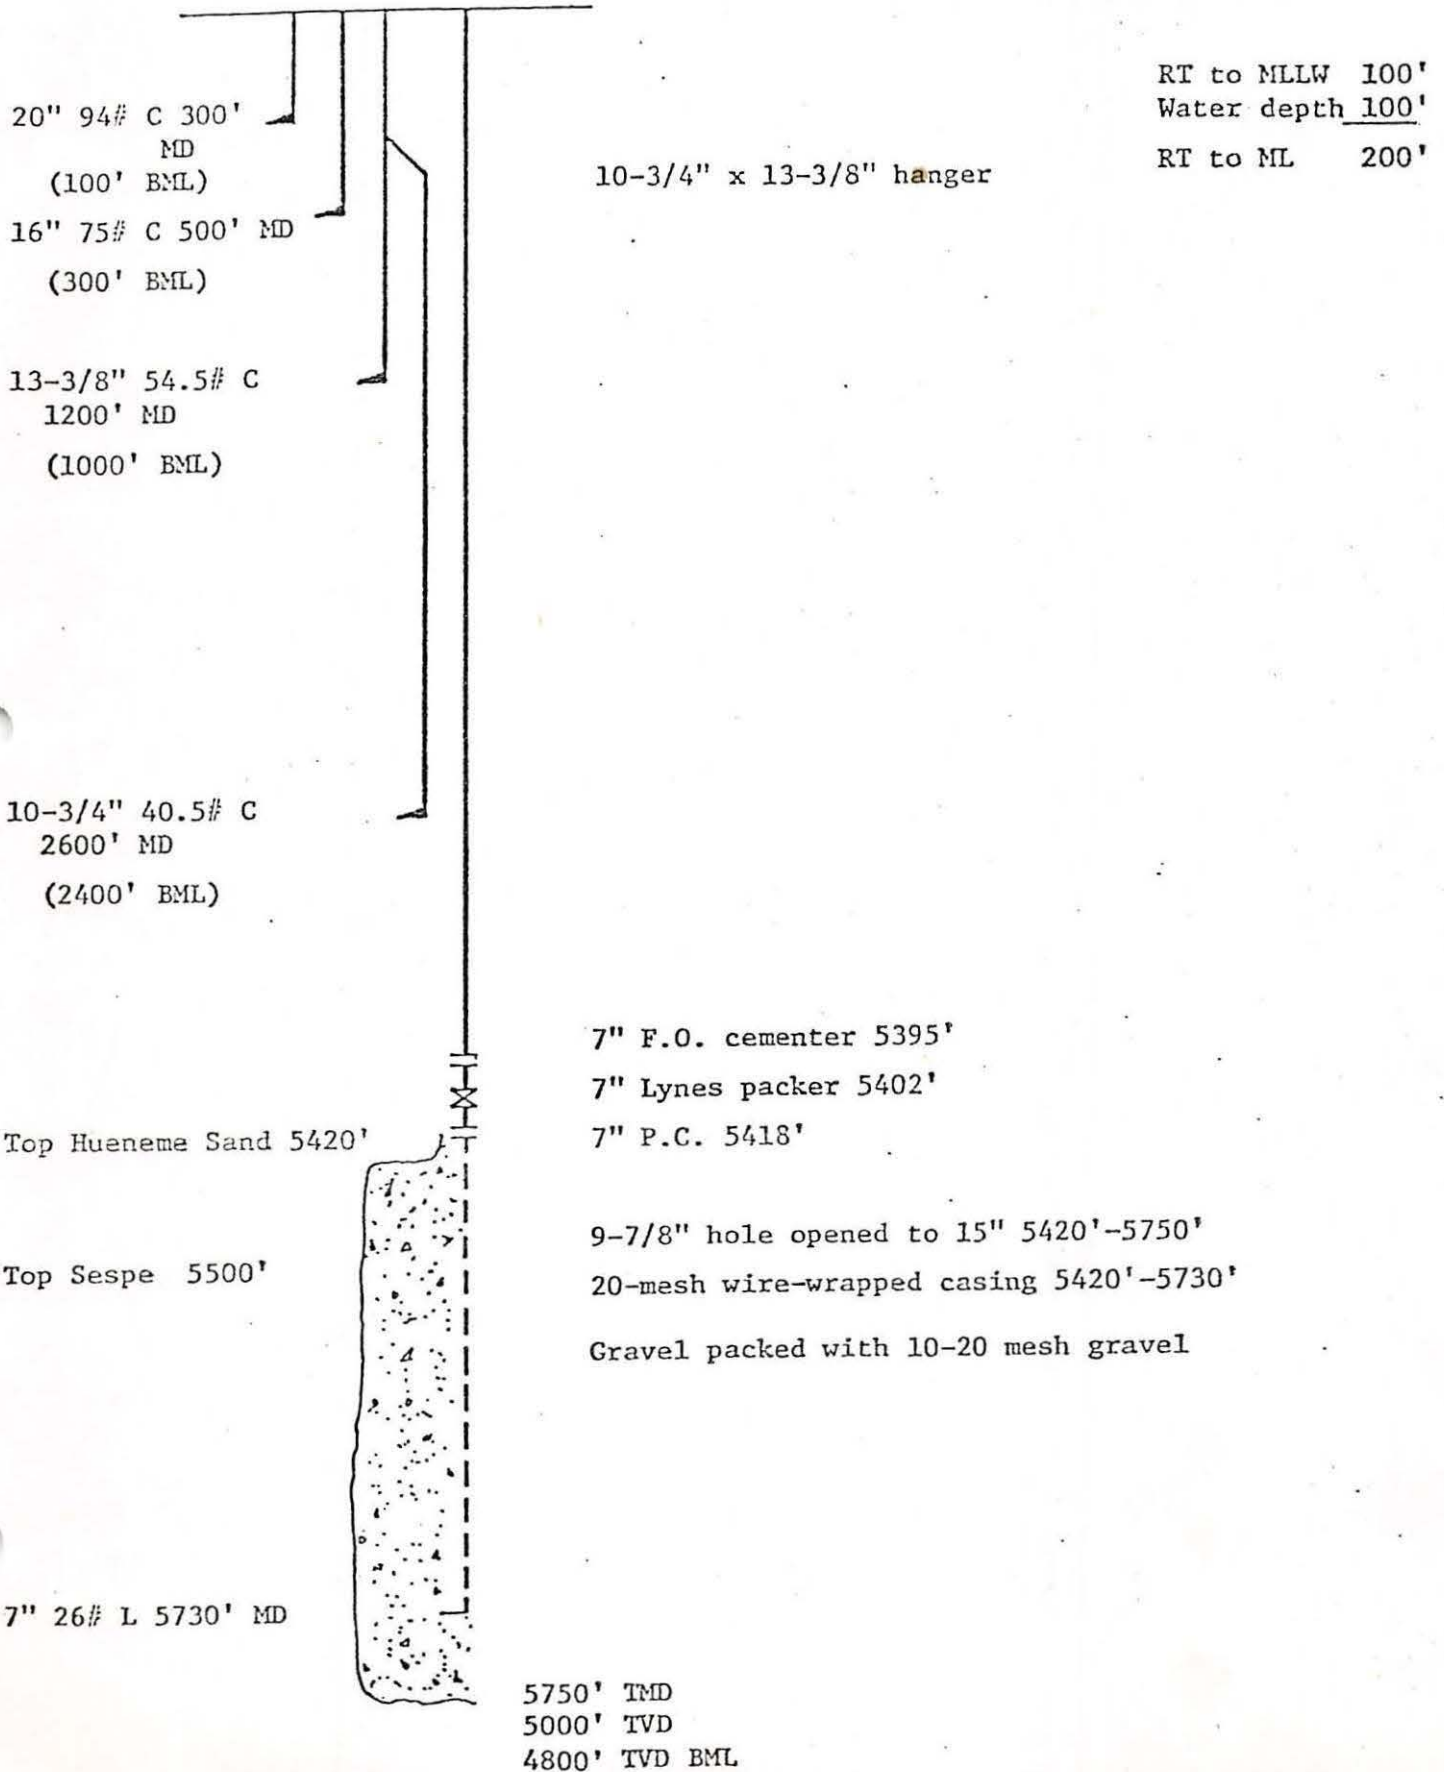 RT to MLLW 100'
Water depth 100'
RT to ML 200'
20" 94# C 300'
MD
(100' BML)
10-3/4" x 13-3/8" hanger
16" 75# C 500' MD
(300' BML)
13-3/8" 54.5# C
1200' MD
(1000' BML)
10-3/4" 40.5# C
2600' MD
(2400' BML)
7" F.O. cementer 5395'
7" Lynes packer 5402'
Top Hueneme Sand 5420'
7" P.C. 5418'
9-7/8" hole opened to 15" 5420'-5750'
Top Sespe 5500'
20-mesh wire-wrapped casing 5420'-5730'
Gravel packed with 10-20 mesh gravel
7" 26# L 5730' MD
5750' TMD
5000' TVD
4800' TVD BML